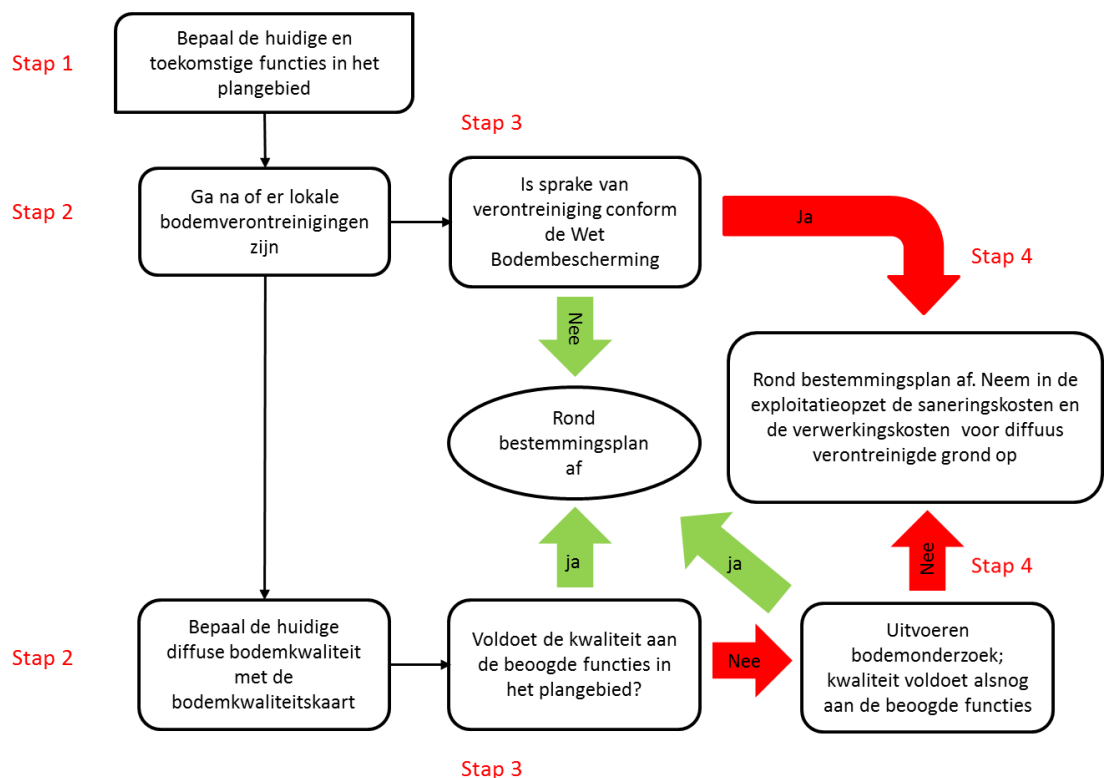 Stap 1
Bepaal de huidige en
toekomstige functies in het
plangebied
Stap 3
Stap 2
Ga na of er lokale
bodemverontreinigingen
zijn
Is sprake van
verontreiniging conform
de Wet
Bodembescherming
Ja
Stap 4
Nee
Rond
bestemmingsplan
af
Rond bestemmingsplan af. Neem in de
exploitatieopzet de saneringskosten en
de verwerkingskosten voor diffuus
verontreinigde grond op
ja
ja
Nee
Stap 4
Stap 2
Bepaal de huidige
diffuse bodemkwaliteit
met de
bodemkwaliteitskaart
Voldoet de kwaliteit aan
de beoogde functies in
het plangebied?
Nee
Uitvoeren
bodemonderzoek;
kwaliteit voldoet alsnog
aan de beoogde functies
Stap 3